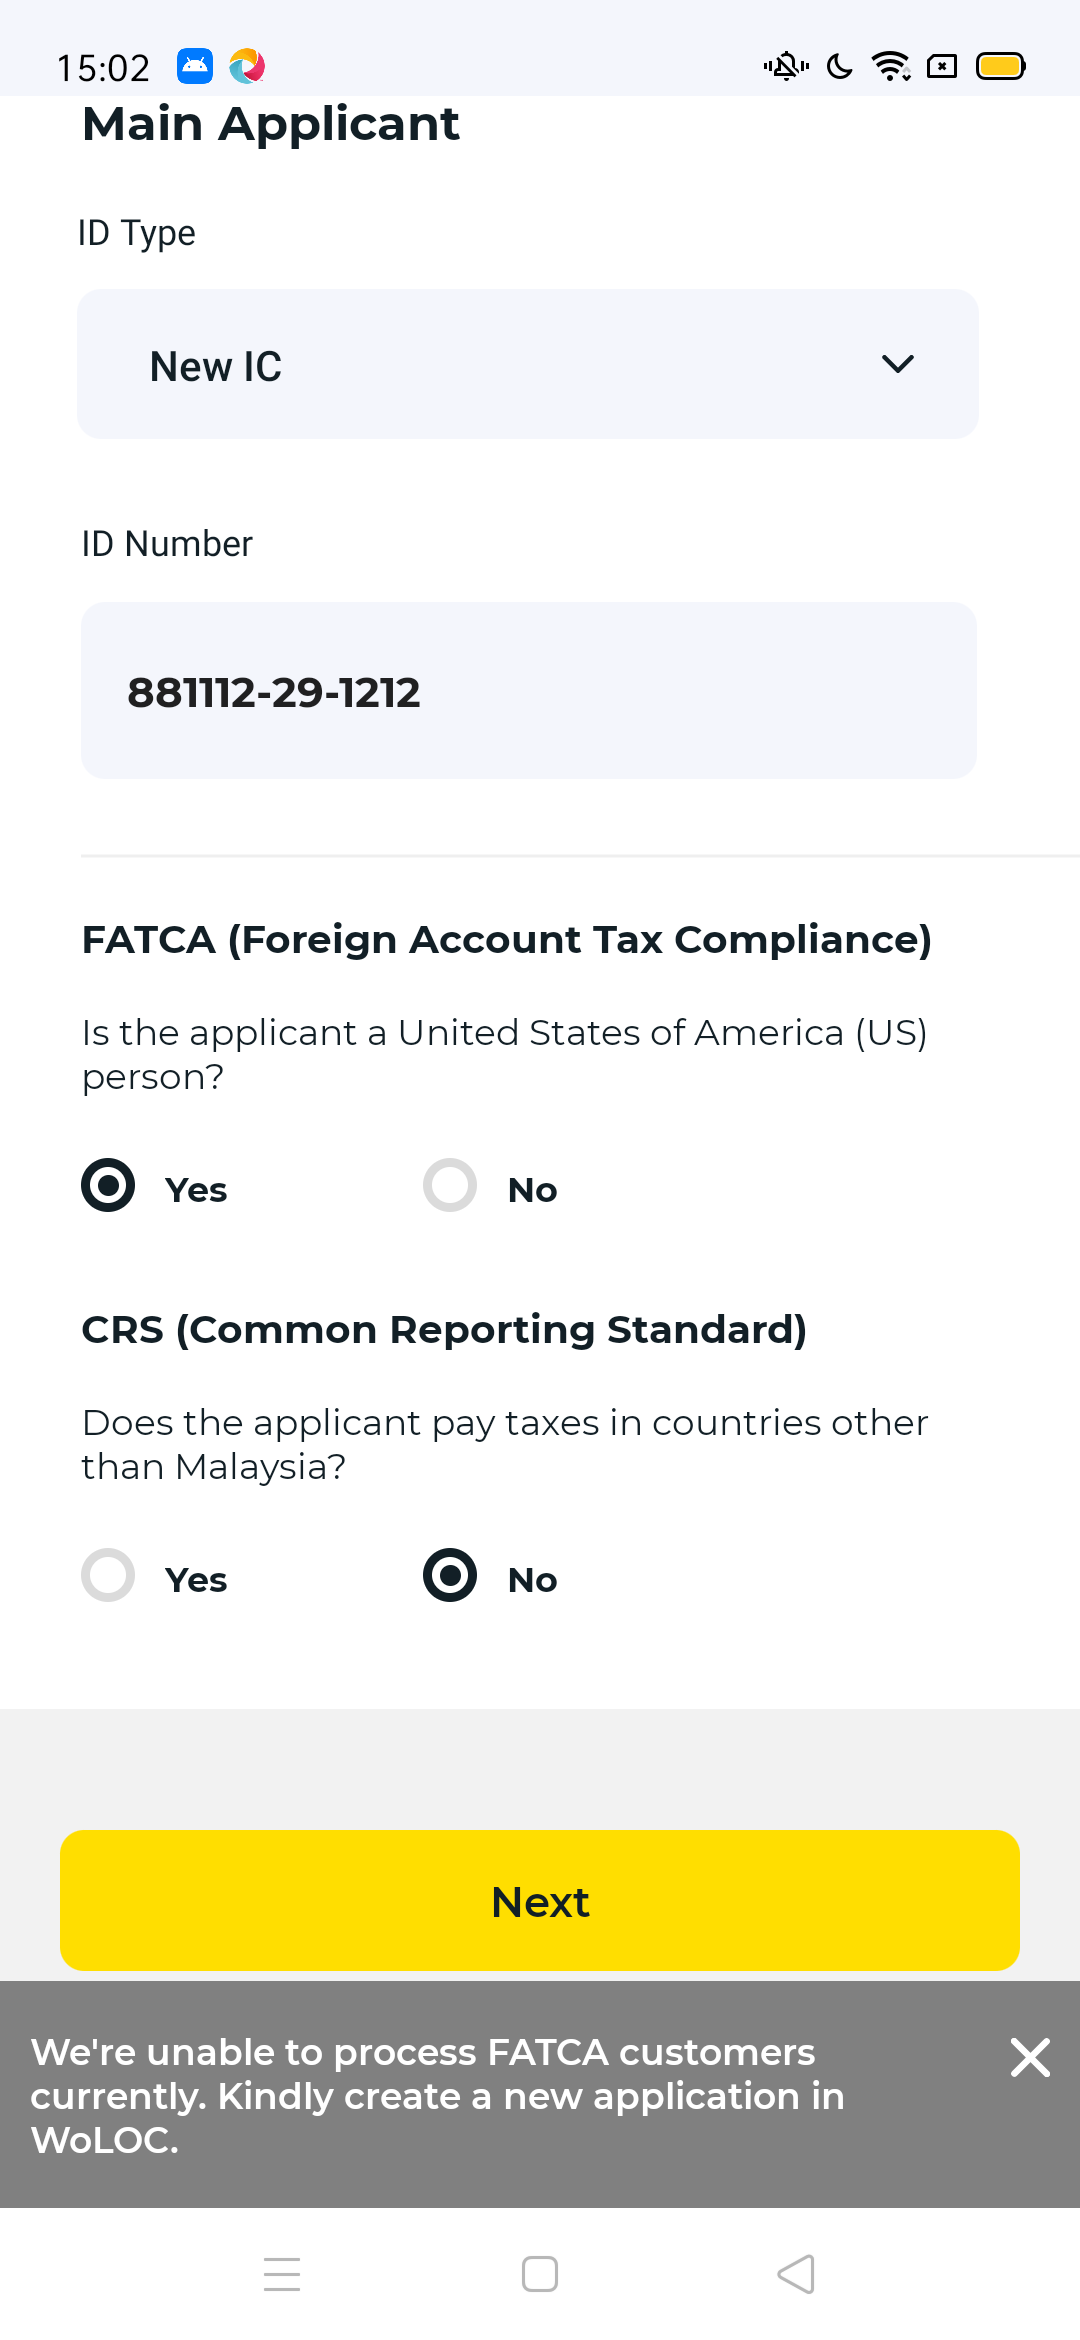 15:02
Main Applicant
ID Type
New IC
ID Number
881112-29-1212
FATCA (Foreign Account Tax Compliance)
Is the applicant a United States of America (US)
person?
Yes No
CRS (Common Reporting Standard)
Does the applicant pay taxes in countries other
than Malaysia?
Yes No
Next
We're unable to process FATCA customers
currently. Kindly create a new application in
WoLOC.